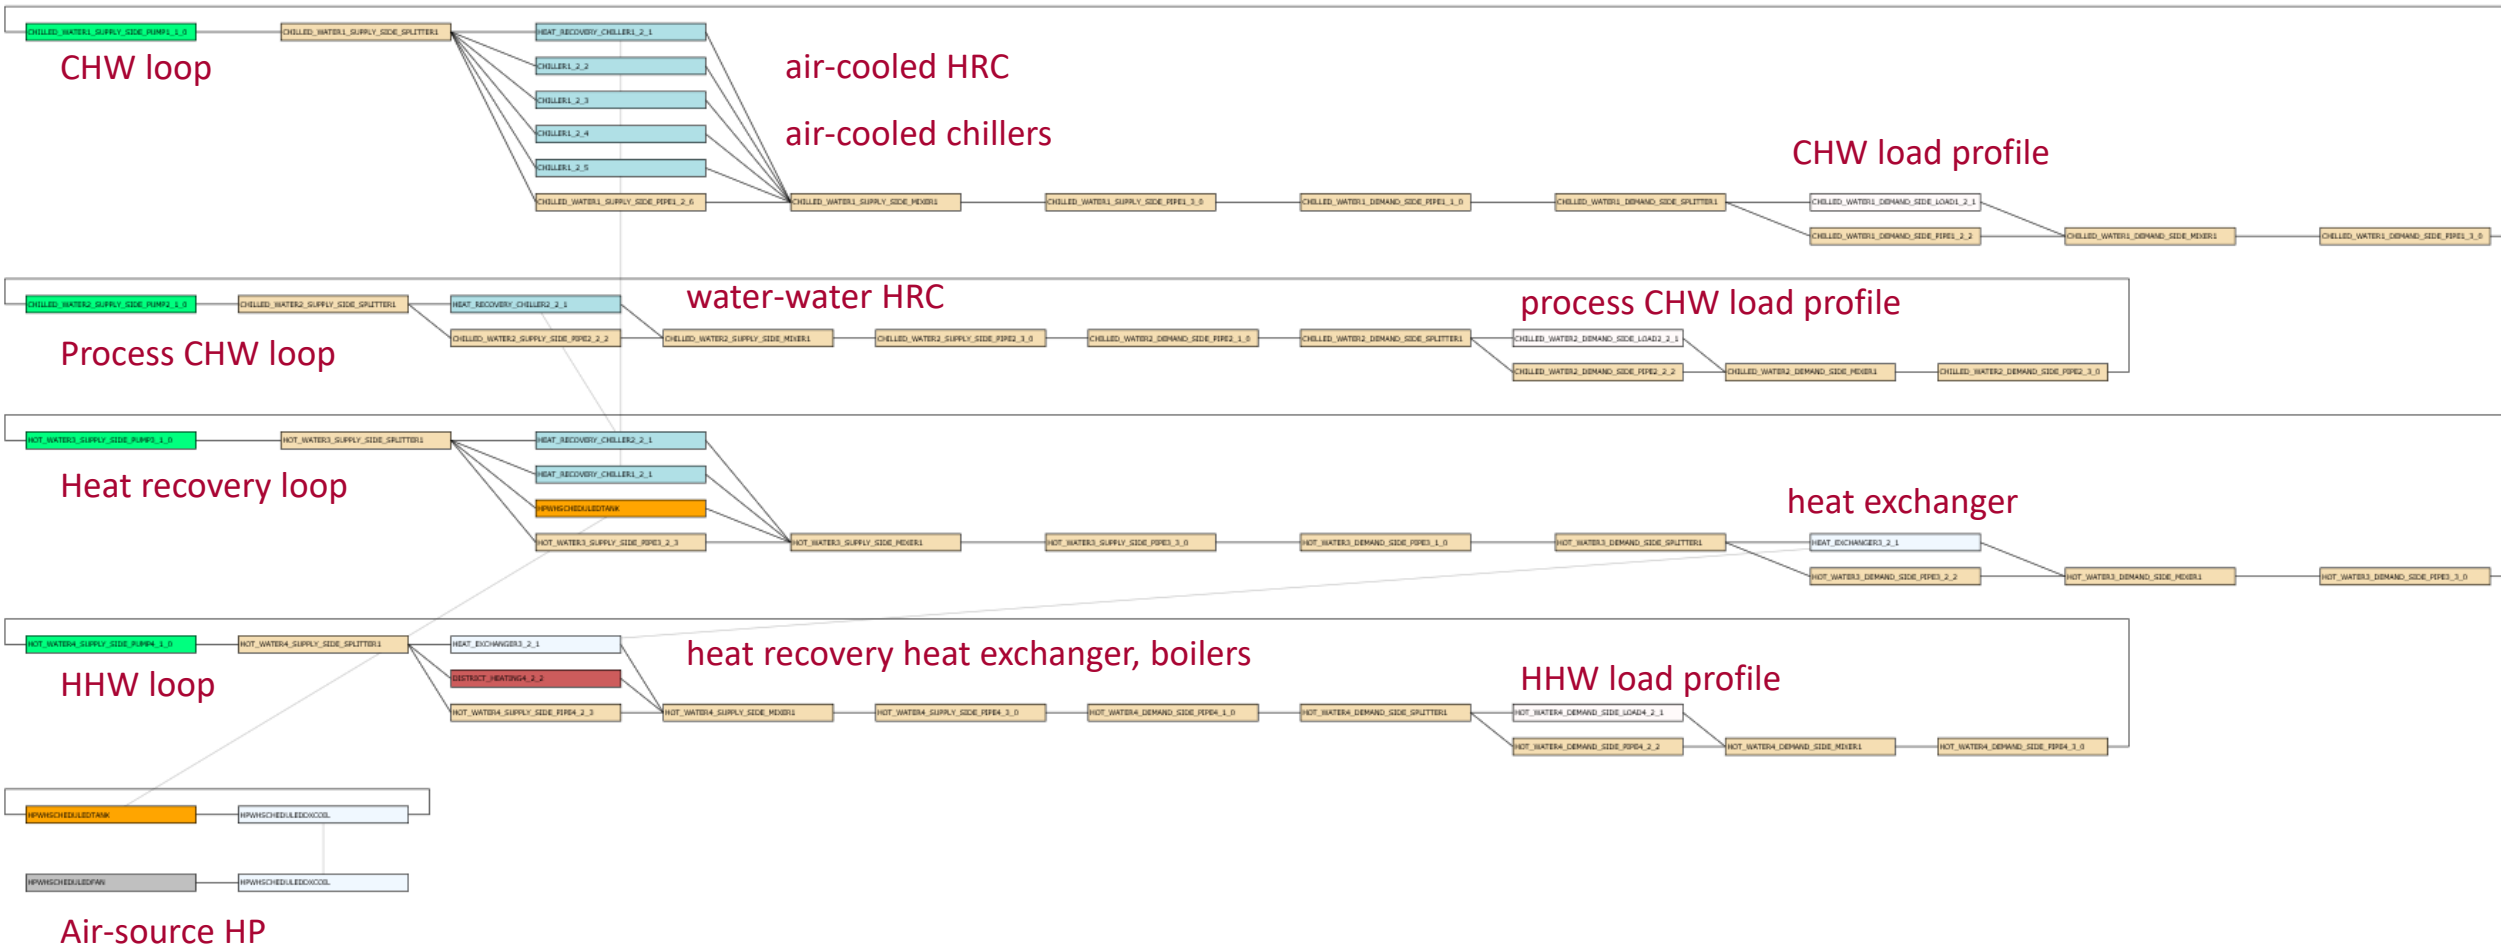 CHILLED_WATER1_SUPPLY_SIDE_PUMP1_1_0
CHILLED_WATER1_SUPPLY_SIDE_SPLITTER1
HEAT_RECOVERY_CHILLER1_2_1
CHW loop
air-cooled HRC
CHILLER1_2_2
CHILLER1_2_3
CHILLER1_2_4
air-cooled chillers
CHILLER1_2_5
CHW load profile
CHILLED_WATER1_SUPPLY_SIDE_PIPE1_2_6
CHILLED_WATER1_SUPPLY_SIDE_MIXER1
CHILLED_WATER1_SUPPLY_SIDE_PIPE1_3_0
CHILLED_WATER1_DEMAND_SIDE_PIPE1_1_0
CHILLED_WATER1_DEMAND_SIDE_SPLITTER1
CHILLED_WATER1_DEMAND_SIDE_LOAD1_2_1
CHILLED_WATER1_DEMAND_SIDE_PIPE1_2_2
CHILLED_WATER1_DEMAND_SIDE_MIXER1
CHILLED_WATER1_DEMAND_SIDE_PIPE1_3_0
CHILLED_WATER2_SUPPLY_SIDE_PUMP2_1_0
CHILLED_WATER2_SUPPLY_SIDE_SPLITTER1
HEAT_RECOVERY_CHILLER2_2_1
water-water HRC
process CHW load profile
Process CHW loop
CHILLED_WATER2_SUPPLY_SIDE_PIPE2_2_2
CHILLED_WATER2_SUPPLY_SIDE_MIXER1
CHILLED_WATER2_SUPPLY_SIDE_PIPE2_3_0
CHILLED_WATER2_DEMAND_SIDE_PIPE2_1_0
CHILLED_WATER2_DEMAND_SIDE_SPLITTER1
CHILLED_WATER2_DEMAND_SIDE_LOAD2_2_1
CHILLED_WATER2_DEMAND_SIDE_PIPE2_2_2
CHILLED_WATER2_DEMAND_SIDE_MIXER1
CHILLED_WATER2_DEMAND_SIDE_PIPE2_3_0
HOT_WATER3_SUPPLY_SIDE_PUMP3_1_0
HOT_WATER3_SUPPLY_SIDE_SPLITTER1
HEAT_RECOVERY_CHILLER2_2_1
Heat recovery loop
HEAT_RECOVERY_CHILLER1_2_1
HPWHSCHEDULEDTANK
heat exchanger
HOT_WATER3_SUPPLY_SIDE_PIPE3_2_3
HOT_WATER3_SUPPLY_SIDE_MIXER1
HOT_WATER3_SUPPLY_SIDE_PIPE3_3_0
HOT_WATER3_DEMAND_SIDE_PIPE3_1_0
HOT_WATER3_DEMAND_SIDE_SPLITTER1
HEAT_EXCHANGER3_2_1
HOT_WATER3_DEMAND_SIDE_PIPE3_2_2
HOT_WATER3_DEMAND_SIDE_MIXER1
HOT_WATER3_DEMAND_SIDE_PIPE3_3_0
HOT_WATER4_SUPPLY_SIDE_PUMP4_1_0
HOT_WATER4_SUPPLY_SIDE_SPLITTER1
HEAT_EXCHANGER3_2_1
heat recovery heat exchanger, boilers
HHW loop
DISTRICT_HEATING4_2_2
HHW load profile
HOT_WATER4_SUPPLY_SIDE_PIPE4_2_3
HOT_WATER4_SUPPLY_SIDE_MIXER1
HOT_WATER4_SUPPLY_SIDE_PIPE4_3_0
HOT_WATER4_DEMAND_SIDE_PIPE4_1_0
HOT_WATER4_DEMAND_SIDE_SPLITTER1
HOT_WATER4_DEMAND_SIDE_LOAD4_2_1
HOT_WATER4_DEMAND_SIDE_PIPE4_2_2
HOT_WATER4_DEMAND_SIDE_MIXER1
HOT_WATER4_DEMAND_SIDE_PIPE4_3_0
HPWHSCHEDULEDTANK
HPWHSCHEDULEDDXCOIL
HPWHSCHEDULEDFAN
HPWHSCHEDULEDDXCOIL
Air-source HP